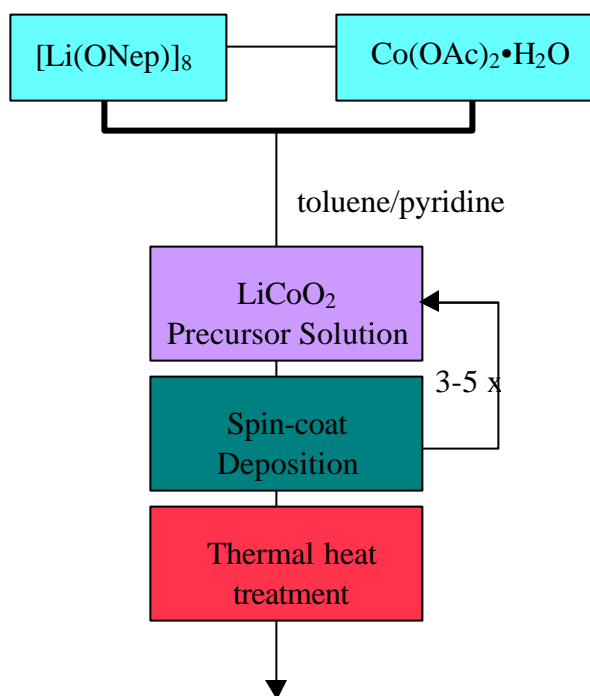 [Li(ONep)]₈
Co(OAc)₂•H₂O
toluene/pyridine
LiCoO₂
Precursor Solution
3-5 x
Spin-coat
Deposition
Thermal heat
treatment